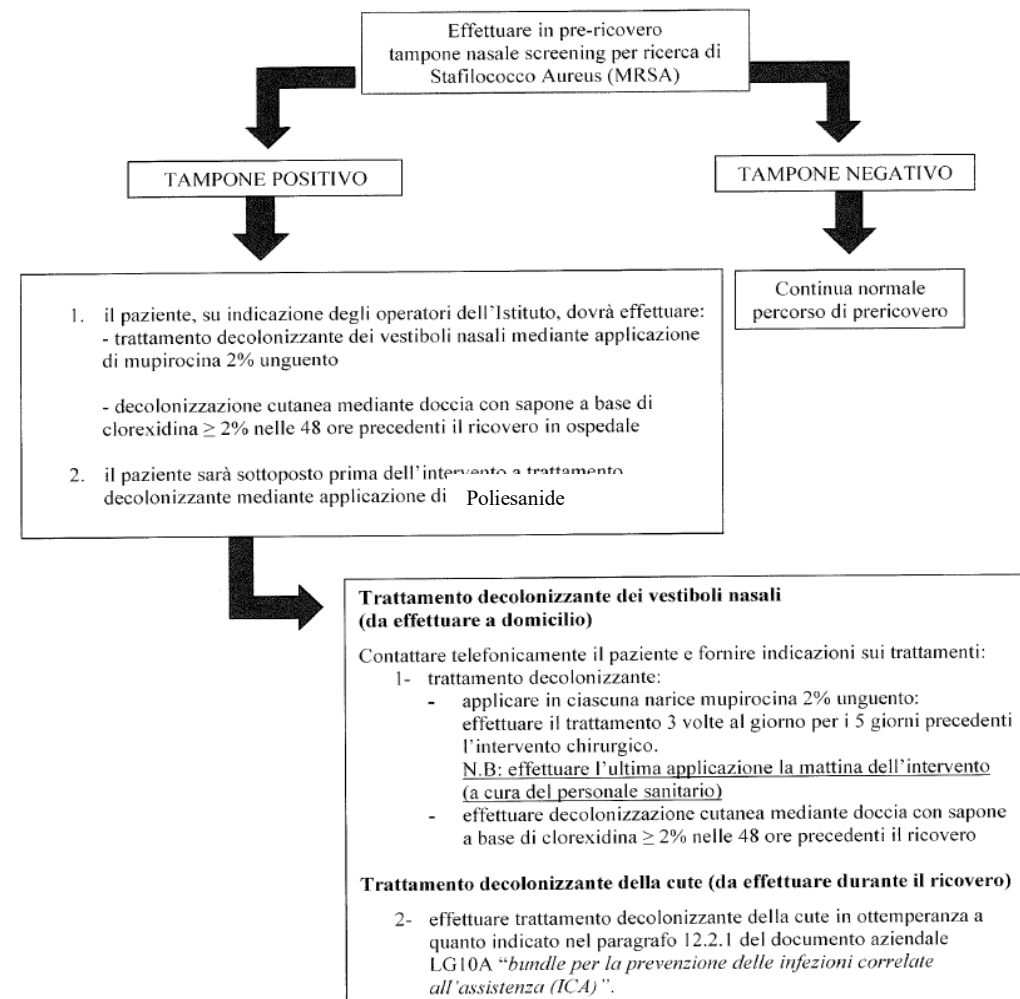 Effettuare in pre-ricovero
tampone nasale screening per ricerca di
Stafilococco Aureus (MRSA)
TAMPONE POSITIVO
TAMPONE NEGATIVO
1. il paziente, su indicazione degli operatori dell'Istituto, dovrà effettuare:
- trattamento decolonizzante dei vestiboli nasali mediante applicazione
di mupirocina 2% unguento
- decolonizzazione cutanea mediante doccia con sapone a base di
clorexidina ≥ 2% nelle 48 ore precedenti il ricovero in ospedale
2. il paziente sarà sottoposto prima dell'intervento a trattamento
decolonizzante mediante applicazione di Poliesanide
Continua normale
percorso di prericovero
Trattamento decolonizzante dei vestiboli nasali
(da effettuare a domicilio)
Contattare telefonicamente il paziente e fornire indicazioni sui trattamenti:
1- trattamento decolonizzante:
- applicare in ciascuna narice mupirocina 2% unguento:
effettuare il trattamento 3 volte al giorno per i 5 giorni precedenti
l'intervento chirurgico.
N.B: effettuare l'ultima applicazione la mattina dell'intervento
(a cura del personale sanitario)
- effettuare decolonizzazione cutanea mediante doccia con sapone
a base di clorexidina ≥ 2% nelle 48 ore precedenti il ricovero
Trattamento decolonizzante della cute (da effettuare durante il ricovero)
2- effettuare trattamento decolonizzante della cute in ottemperanza a
quanto indicato nel paragrafo 12.2.1 del documento aziendale
LG10A "bundle per la prevenzione delle infezioni correlate
all'assistenza (ICA)".